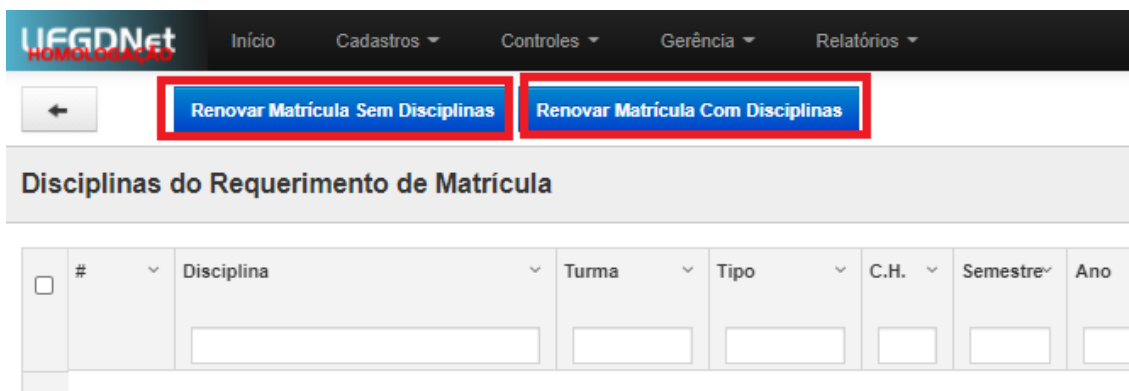 UFGDNet
HOMOLOGAÇÃO
Início Cadastros Controles Gerência Relatórios
Renovar Matrícula Sem Disciplinas Renovar Matrícula Com Disciplinas
Disciplinas do Requerimento de Matrícula
# Disciplina Turma Tipo C.H. Semestre Ano